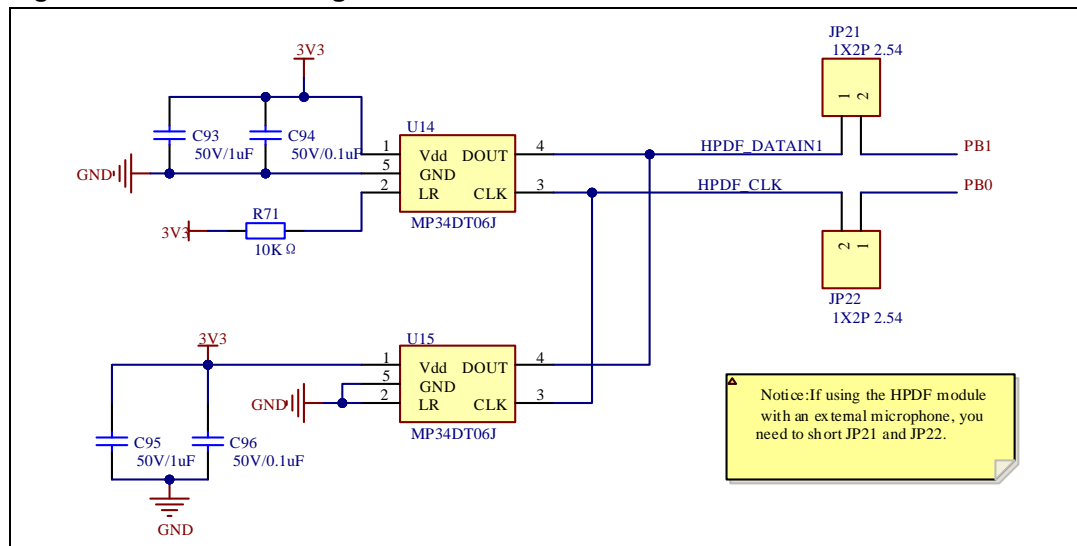 JP21
1X2P 2.54
1
2
3V3
C93
50V/1uF
C94
50V/0.1uF
GND
U14
1
5
2
Vdd
GND
LR
DOUT
CLK
4
3
MP34DT06J
HPDF_DATAIN1
PB1
HPDF_CLK
PB0
3V3
R71
10K Ω
2
1
JP22
1X2P 2.54
3V3
C95
50V/1uF
C96
50V/0.1uF
GND
GND
U15
1
5
2
Vdd
GND
LR
DOUT
CLK
4
3
MP34DT06J
Notice:If using the HPDF module
with an external microphone, you
need to short JP21 and JP22.